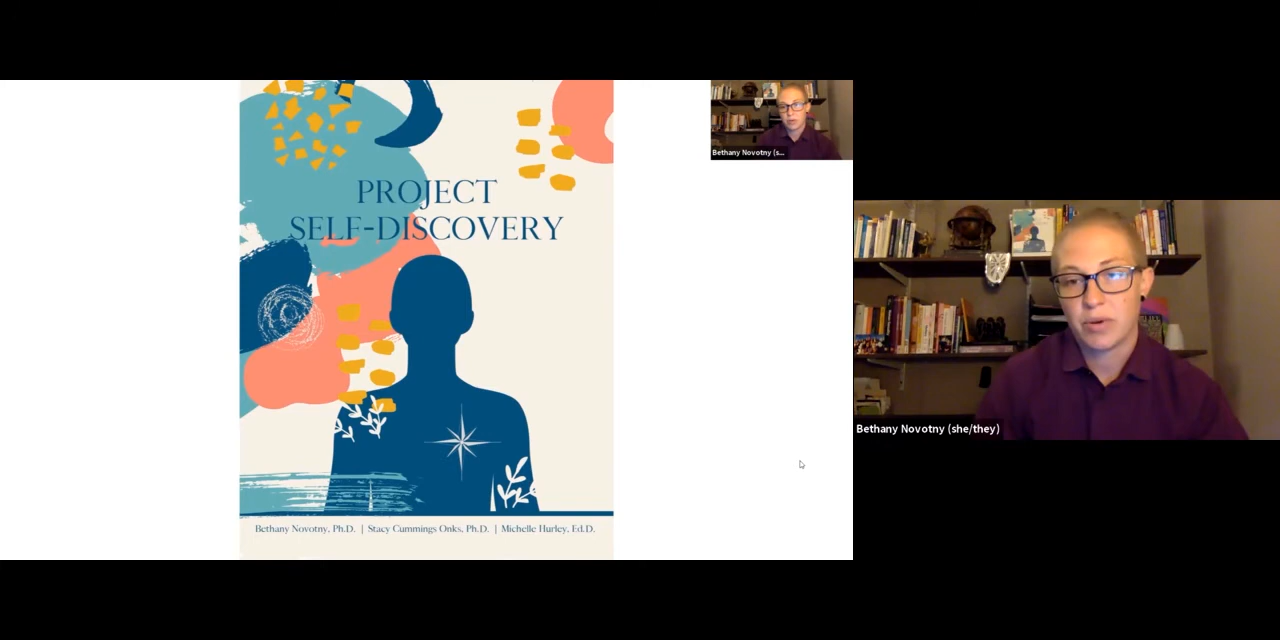 PROJECT
SELF-DISCOVERY
Bethany Novotny, Ph.D. | Stacy Cummings Onks, Ph.D. | Michelle Hurley, Ed.D.
Bethany Novotny (s...
Bethany Novotny (she/they)